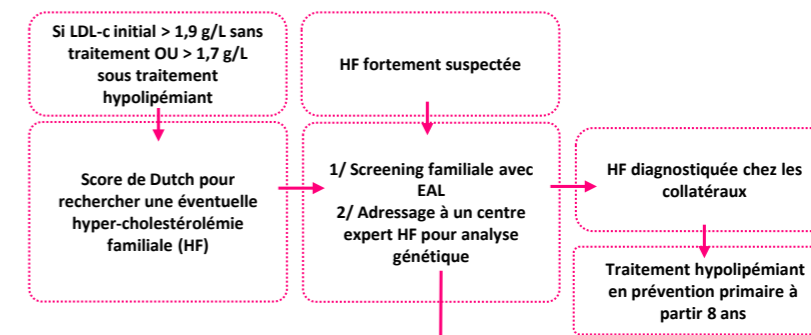 Si LDL-c initial > 1,9 g/L sans
traitement OU > 1,7 g/L
sous traitement
hypolipémiant
HF fortement suspectée
Score de Dutch pour
rechercher une éventuelle
hyper-cholestérolémie
familiale (HF)
1/ Screening familiale avec
EAL
2/ Adressage à un centre
expert HF pour analyse
génétique
HF diagnostiquée chez les
collatéraux
Traitement hypolipémiant
en prévention primaire à
partir 8 ans